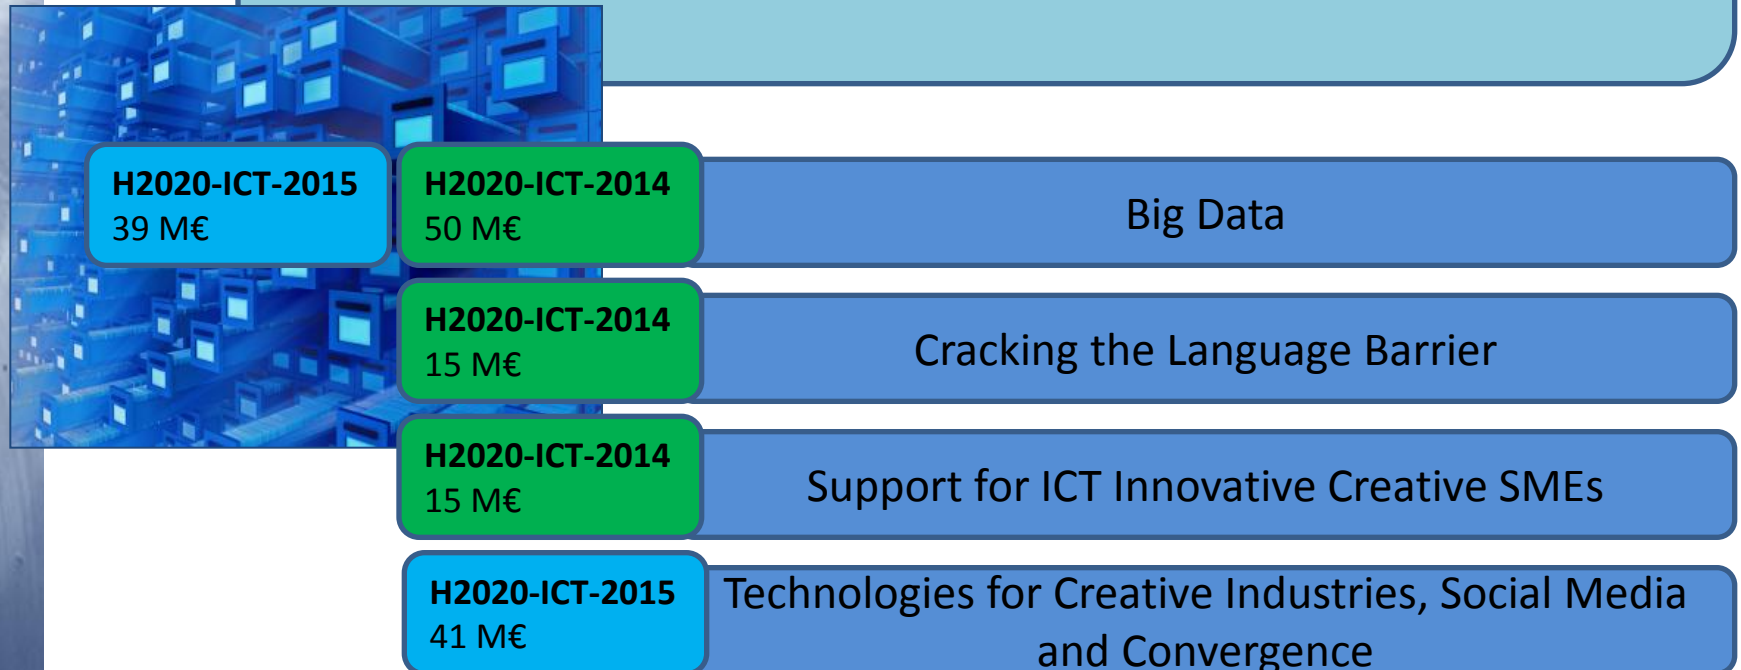 H2020-ICT-2015
39 M€
H2020-ICT-2014
50 M€
Big Data
H2020-ICT-2014
15 M€
Cracking the Language Barrier
H2020-ICT-2014
15 M€
Support for ICT Innovative Creative SMEs
H2020-ICT-2015
41 M€
Technologies for Creative Industries, Social Media
and Convergence